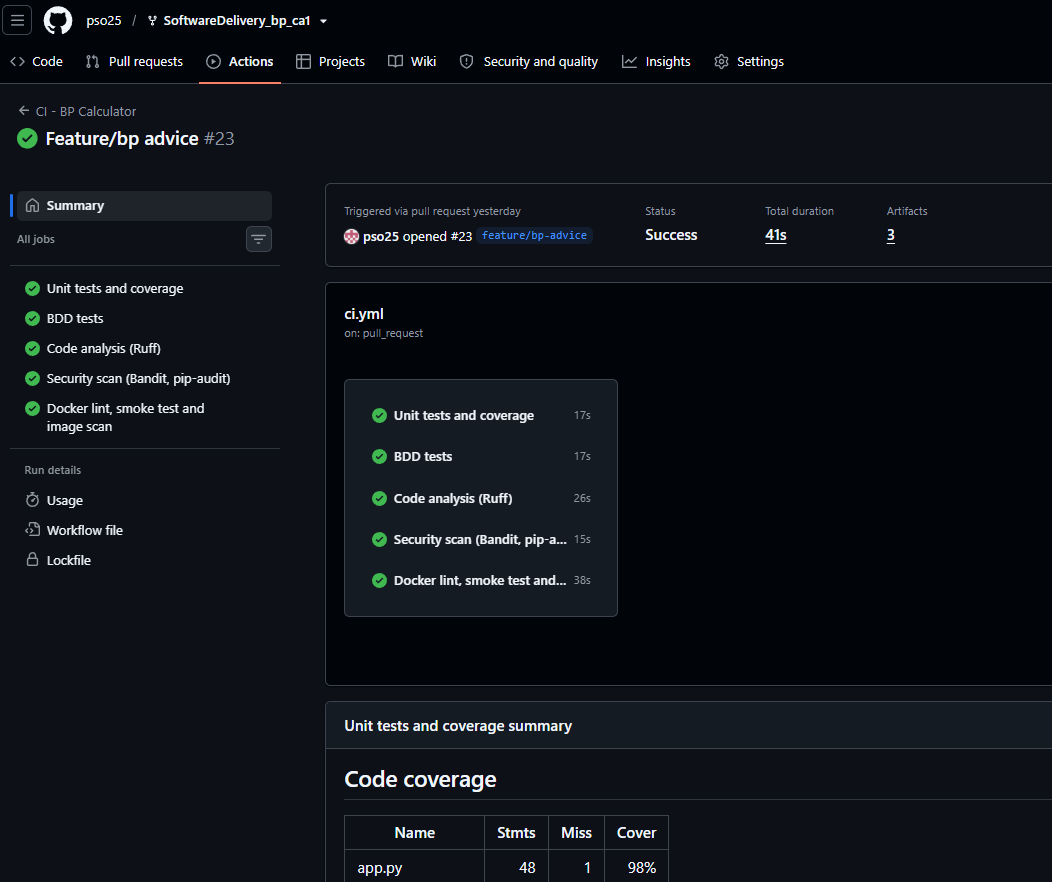 pso25 / SoftwareDelivery_bp_ca1
Code Pull requests Actions Projects Wiki Security and quality Insights Settings
CI - BP Calculator
Feature/bp advice #23
Summary
All jobs
Unit tests and coverage
BDD tests
Code analysis (Ruff)
Security scan (Bandit, pip-audit)
Docker lint, smoke test and
image scan
Run details
Usage
Workflow file
Lockfile
Triggered via pull request yesterday
pso25 opened #23 feature/bp-advice
Status
Success
Total duration
41s
Artifacts
3
ci.yml
on: pull_request
Unit tests and coverage 17s
BDD tests 17s
Code analysis (Ruff) 26s
Security scan (Bandit, pip-a... 15s
Docker lint, smoke test and... 38s
Unit tests and coverage summary
Code coverage
Name Stmts Miss Cover
app.py 48 1 98%